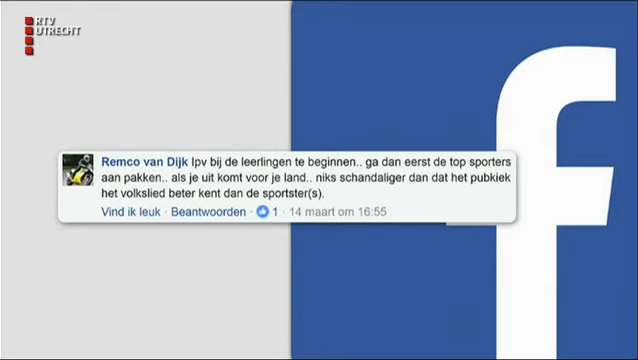 RTV
UTRECHT
Remco van Dijk Ipv bij de leerlingen te beginnen.. ga dan eerst de top sporters
aan pakken.. als je uit komt voor je land.. niks schandaliger dan dat het pubkiek
het volkslied beter kent dan de sportster(s).
Vind ik leuk · Beantwoorden · 1 · 14 maart om 16:55
f